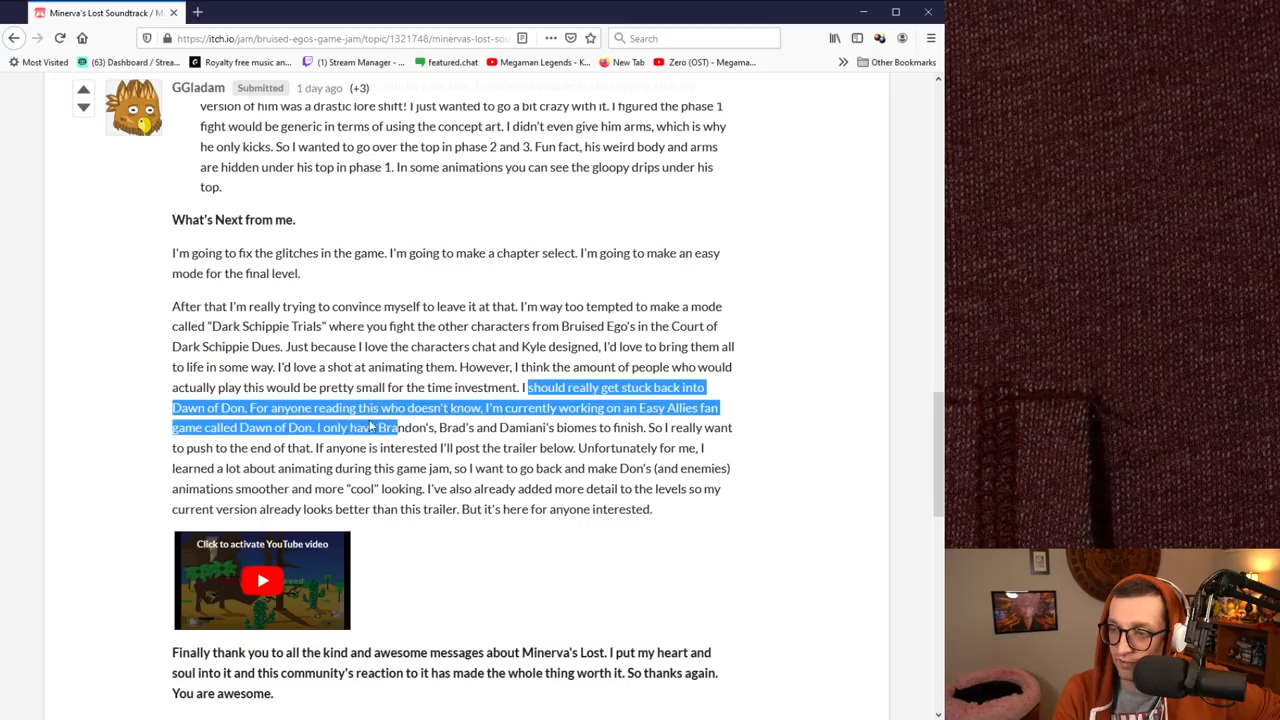 Minerva's Lost Soundtrack / M
https://itch.io/jam/bruised-egos-game-jam/topic/1321748/minervas-lost-so
Search
Most Visited
(63) Dashboard / Strea...
Royalty free music an...
(1) Stream Manager - ...
featured.chat
Megaman Legends - K...
New Tab
Zero (OST) - Megama...
Other Bookmarks
GGladam Submitted 1 day ago (+3)
version of him was a drastic lore shift! I just wanted to go a bit crazy with it. I figured the phase 1
fight would be generic in terms of using the concept art. I didn't even give him arms, which is why
he only kicks. So I wanted to go over the top in phase 2 and 3. Fun fact, his weird body and arms
are hidden under his top in phase 1. In some animations you can see the gloopy drips under his
top.
What's Next from me.
I'm going to fix the glitches in the game. I'm going to make a chapter select. I'm going to make an easy
mode for the final level.
After that I'm really trying to convince myself to leave it at that. I'm way too tempted to make a mode
called "Dark Schippie Trials" where you fight the other characters from Bruised Ego's in the Court of
Dark Schippie Dues. Just because I love the characters chat and Kyle designed, I'd love to bring them all
to life in some way. I'd love a shot at animating them. However, I think the amount of people who would
actually play this would be pretty small for the time investment. I should really get stuck back into
Dawn of Don. For anyone reading this who doesn't know, I'm currently working on an Easy Allies fan
game called Dawn of Don. I only have Brandon's, Brad's and Damiani's biomes to finish. So I really want
to push to the end of that. If anyone is interested I'll post the trailer below. Unfortunately for me, I
learned a lot about animating during this game jam, so I want to go back and make Don's (and enemies)
animations smoother and more "cool" looking. I've also already added more detail to the levels so my
current version already looks better than this trailer. But it's here for anyone interested.
Click to activate YouTube video
Finally thank you to all the kind and awesome messages about Minerva's Lost. I put my heart and
soul into it and this community's reaction to it has made the whole thing worth it. So thanks again.
You are awesome.